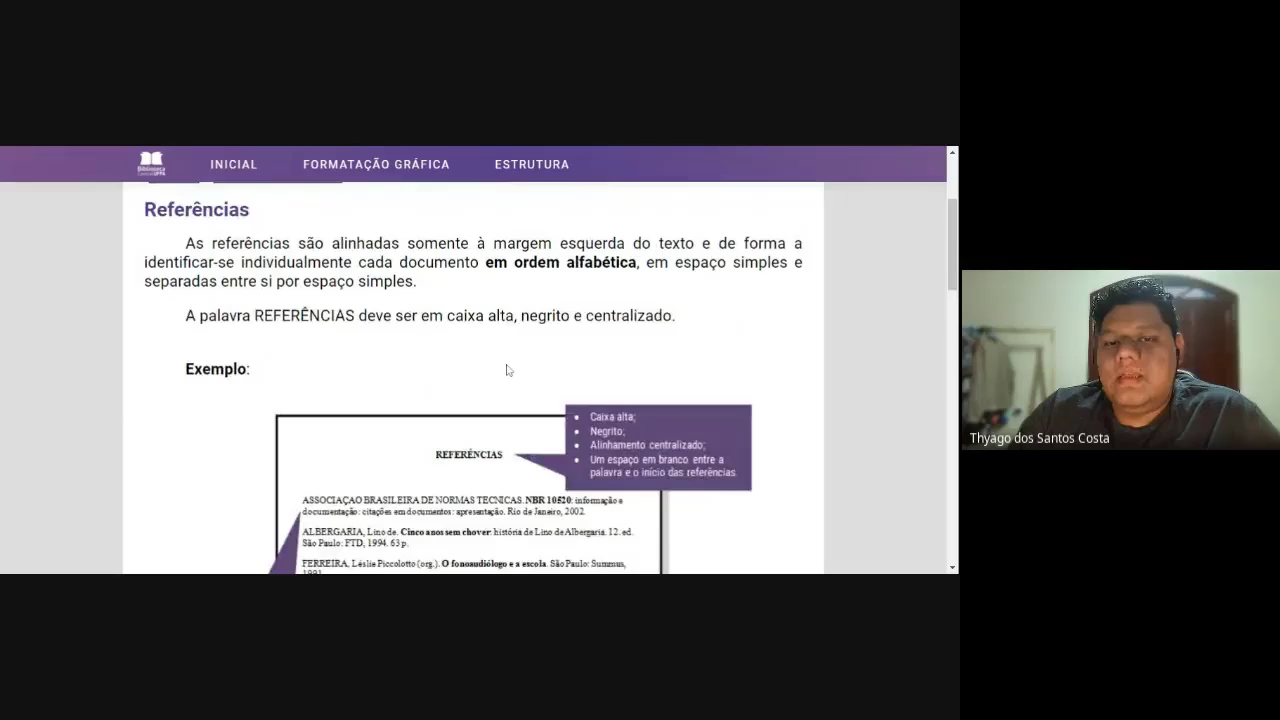 Biblioteca
INICIAL
FORMATAÇÃO GRÁFICA
ESTRUTURA
Referências
As referências são alinhadas somente à margem esquerda do texto e de forma a
identificar-se individualmente cada documento em ordem alfabética, em espaço simples e
separadas entre si por espaço simples.
A palavra REFERÊNCIAS deve ser em caixa alta, negrito e centralizado.
Exemplo:
Caixa alta;
Negrito;
Alinhamento centralizado;
Um espaço em branco entre a
palavra e o início das referências.
REFERÊNCIAS
ASSOCIAÇAO BRASILEIRA DE NORMAS TECNICAS. NBR 10520: informação e
documentação: citações em documentos: apresentação. Rio de Janeiro, 2002.
ALBERGARIA, Lino de. Cinco anos sem chover: história de Lino de Albergaria. 12. ed.
São Paulo: FTD, 1994. 63 p.
FERREIRA, Léslie Piccolotto (org.). O fonoaudiólogo e a escola. São Paulo: Summus,
1991.
Thyago dos Santos Costa